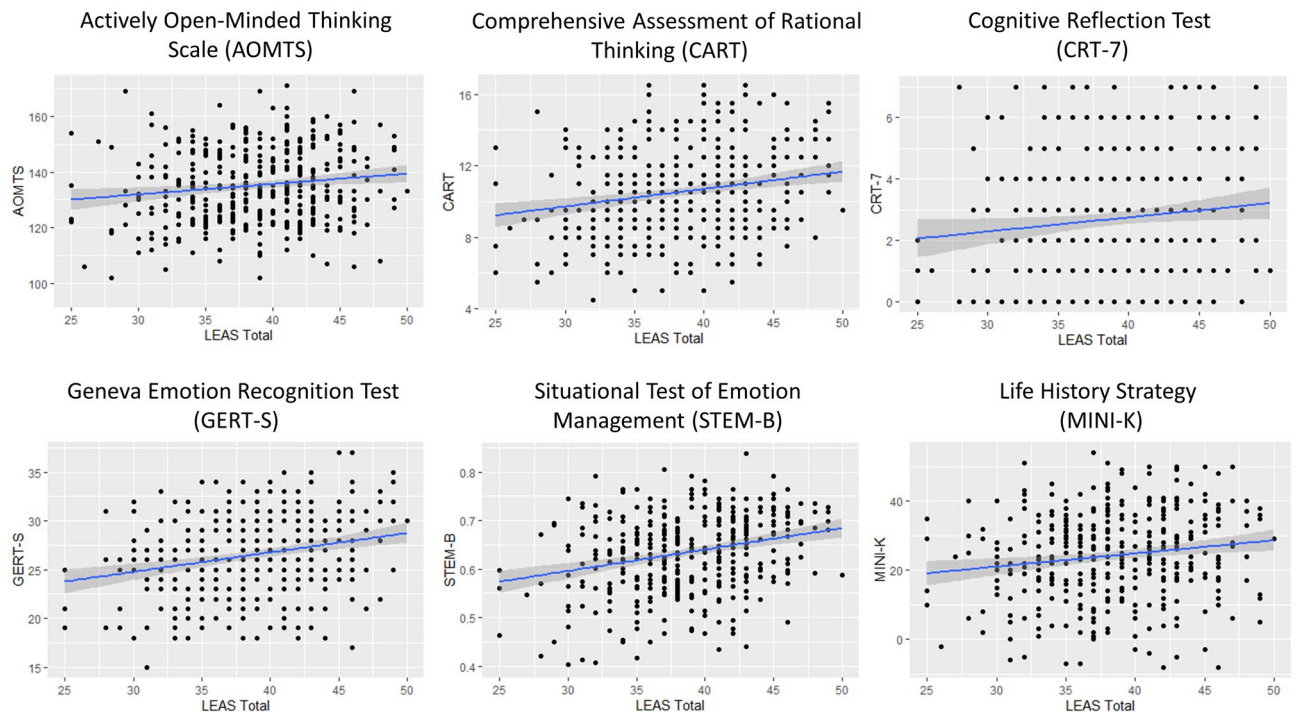 Actively Open-Minded Thinking
Scale (AOMTS)
160
140
120
100
AOMTS
25 30 35 40 45 50
LEAS Total
Comprehensive Assessment of Rational
Thinking (CART)
16
12
8
4
CART
25 30 35 40 45 50
LEAS Total
Cognitive Reflection Test
(CRT-7)
6
4
2
0
CRT-7
25 30 35 40 45 50
LEAS Total
Geneva Emotion Recognition Test
(GERT-S)
35
30
25
20
15
GERT-S
25 30 35 40 45 50
LEAS Total
Situational Test of Emotion
Management (STEM-B)
0.8
0.7
0.6
0.5
0.4
STEM-B
25 30 35 40 45 50
LEAS Total
Life History Strategy
(MINI-K)
40
20
0
MINI-K
25 30 35 40 45 50
LEAS Total